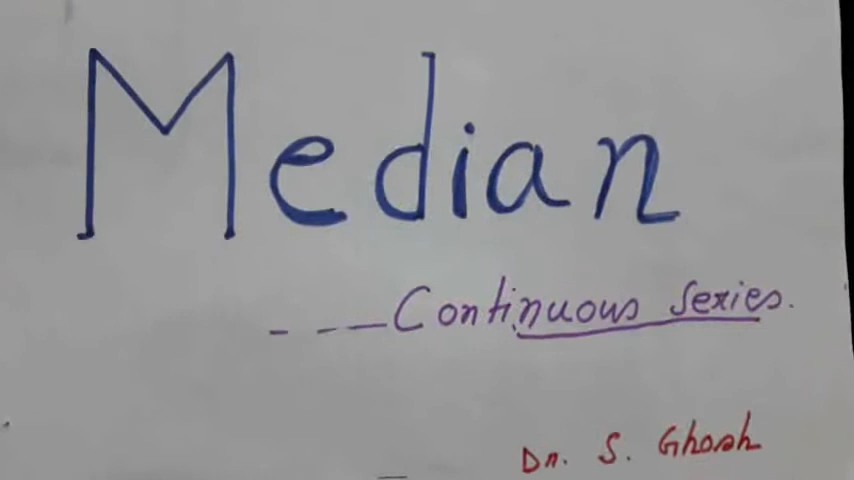 Median
- - - Continuous Series.
Dr. S. Ghosh